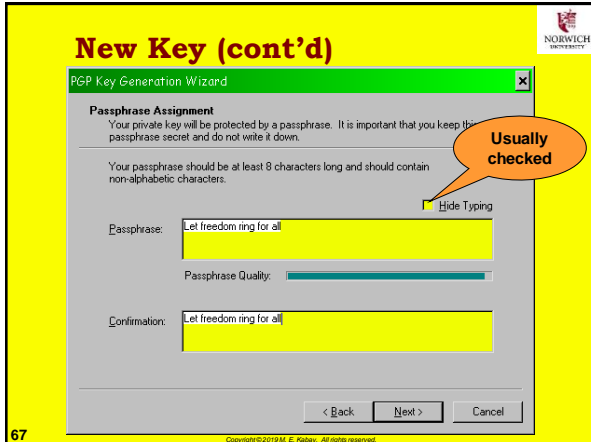 New Key (cont’d)
NORWICH
UNIVERSITY
PGP Key Generation Wizard
Passphrase Assignment
Your private key will be protected by a passphrase. It is important that you keep
passphrase secret and do not write it down.
Usually
checked
Your passphrase should be at least 8 characters long and should contain
non-alphabetic characters.
Hide Typing
Passphrase:
Let freedom ring for all
Passphrase Quality:
Confirmation:
Let freedom ring for all
< Back
Next >
Cancel
67
Copyright © 2019 M. E. Kabay. All rights reserved.